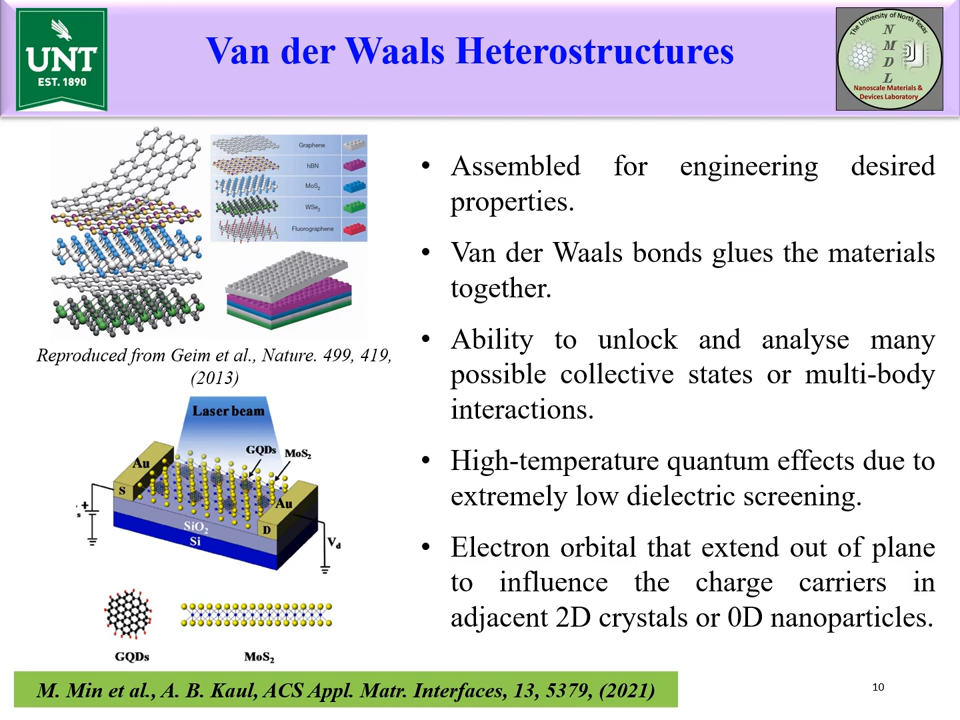 Van der Waals Heterostructures
UNT
EST. 1890
The University of North Texas
N
M
D
L
Nanoscale Materials &
Devices Laboratory
Graphene
hBN
MoS₂
WSe₂
Fluorographene
Reproduced from Geim et al., Nature. 499, 419,
(2013)
Laser beam
GQDs
MoS₂
Au
S
Au
D
SiO₂
Si
+
s
Vd
GQDs
MoS₂
• Assembled for engineering desired
properties.
• Van der Waals bonds glues the materials
together.
• Ability to unlock and analyse many
possible collective states or multi-body
interactions.
• High-temperature quantum effects due to
extremely low dielectric screening.
• Electron orbital that extend out of plane
to influence the charge carriers in
adjacent 2D crystals or 0D nanoparticles.
M. Min et al., A. B. Kaul, ACS Appl. Matr. Interfaces, 13, 5379, (2021)
10